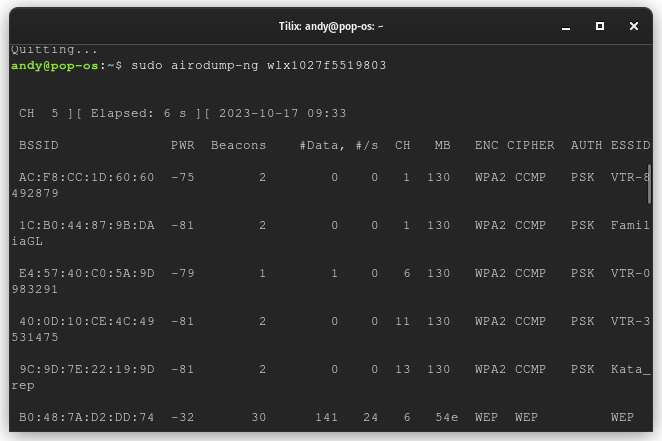 Tilix: andy@pop-os: ~
Quitting...
andy@pop-os:~$ sudo airodump-ng wlx1027f5519803
CH  5 ][ Elapsed: 6 s ][ 2023-10-17 09:33
BSSID              PWR  Beacons    #Data, #/s  CH   MB   ENC CIPHER  AUTH ESSID
AC:F8:CC:1D:60:60  -75        2        0    0   1  130   WPA2 CCMP   PSK  VTR-8
492879
1C:B0:44:87:9B:DA  -81        2        0    0   1  130   WPA2 CCMP   PSK  Famil
iaGL
E4:57:40:C0:5A:9D  -79        1        1    0   6  130   WPA2 CCMP   PSK  VTR-0
983291
40:0D:10:CE:4C:49  -81        2        0    0  11  130   WPA2 CCMP   PSK  VTR-3
531475
9C:9D:7E:22:19:9D  -81        2        0    0  13  130   WPA2 CCMP   PSK  Kata_
rep
B0:48:7A:D2:DD:74  -32       30      141   24   6   54e  WEP  WEP         WEP